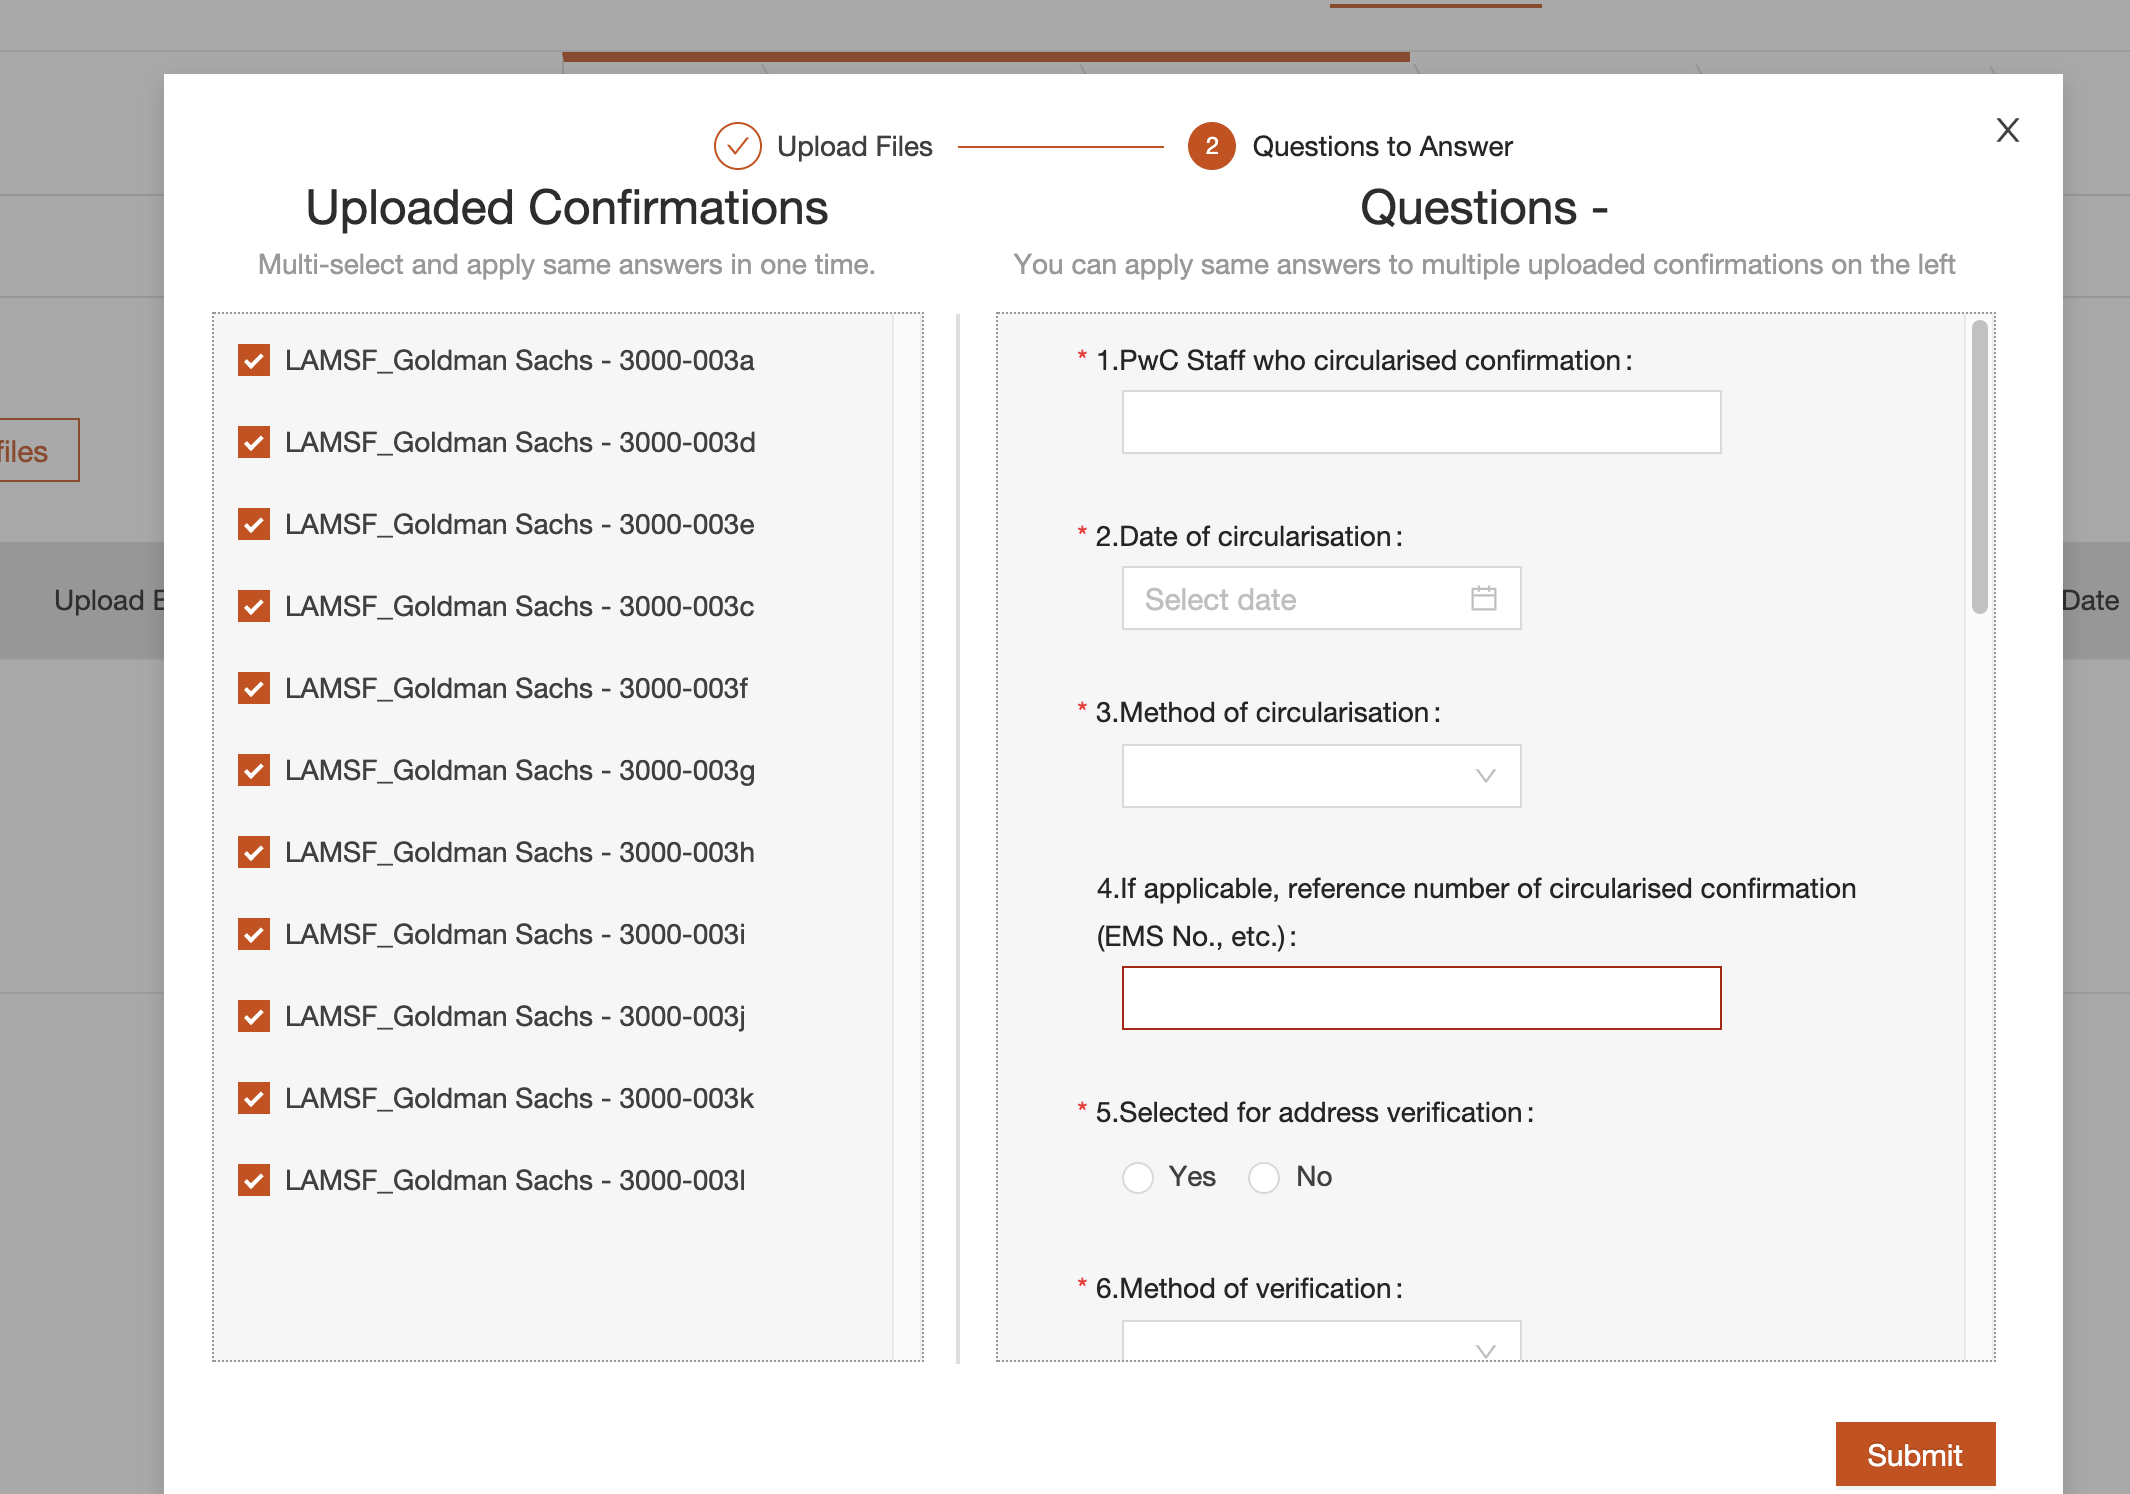 Upload Files
2
Questions to Answer
X
Uploaded Confirmations
Multi-select and apply same answers in one time.
LAMSF_Goldman Sachs - 3000-003a
LAMSF_Goldman Sachs - 3000-003d
LAMSF_Goldman Sachs - 3000-003e
LAMSF_Goldman Sachs - 3000-003c
LAMSF_Goldman Sachs - 3000-003f
LAMSF_Goldman Sachs - 3000-003g
LAMSF_Goldman Sachs - 3000-003h
LAMSF_Goldman Sachs - 3000-003i
LAMSF_Goldman Sachs - 3000-003j
LAMSF_Goldman Sachs - 3000-003k
LAMSF_Goldman Sachs - 3000-003l
Questions -
You can apply same answers to multiple uploaded confirmations on the left
* 1.PwC Staff who circularised confirmation:
* 2.Date of circularisation:
Select date
* 3.Method of circularisation:
4.If applicable, reference number of circularised confirmation
(EMS No., etc.):
* 5.Selected for address verification:
Yes No
* 6.Method of verification:
Submit
files
Upload
Date